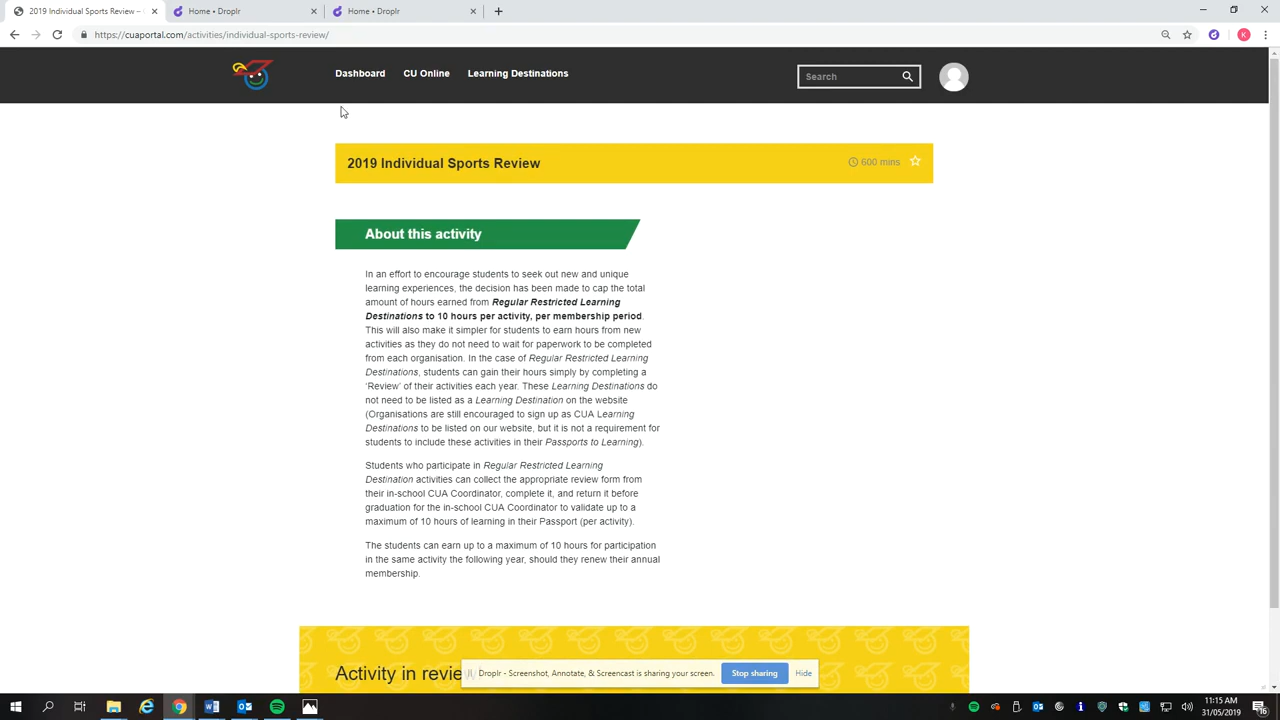 2019 Individual Sports Review –
Home • Droplr
Home • Droplr
https://cuaportal.com/activities/individual-sports-review/
K
Dashboard
CU Online
Learning Destinations
Search
2019 Individual Sports Review
600 mins
About this activity
In an effort to encourage students to seek out new and unique
learning experiences, the decision has been made to cap the total
amount of hours earned from Regular Restricted Learning
Destinations to 10 hours per activity, per membership period.
This will also make it simpler for students to earn hours from new
activities as they do not need to wait for paperwork to be completed
from each organisation. In the case of Regular Restricted Learning
Destinations, students can gain their hours simply by completing a
‘Review’ of their activities each year. These Learning Destinations do
not need to be listed as a Learning Destination on the website
(Organisations are still encouraged to sign up as CUA Learning
Destinations to be listed on our website, but it is not a requirement for
students to include these activities in their Passports to Learning).
Students who participate in Regular Restricted Learning
Destination activities can collect the appropriate review form from
their in-school CUA Coordinator, complete it, and return it before
graduation for the in-school CUA Coordinator to validate up to a
maximum of 10 hours of learning in their Passport (per activity).
The students can earn up to a maximum of 10 hours for participation
in the same activity the following year, should they renew their annual
membership.
Activity in revie
Droplr - Screenshot, Annotate, & Screencast is sharing your screen.
Stop sharing
Hide
11:15 AM
31/05/2019
16